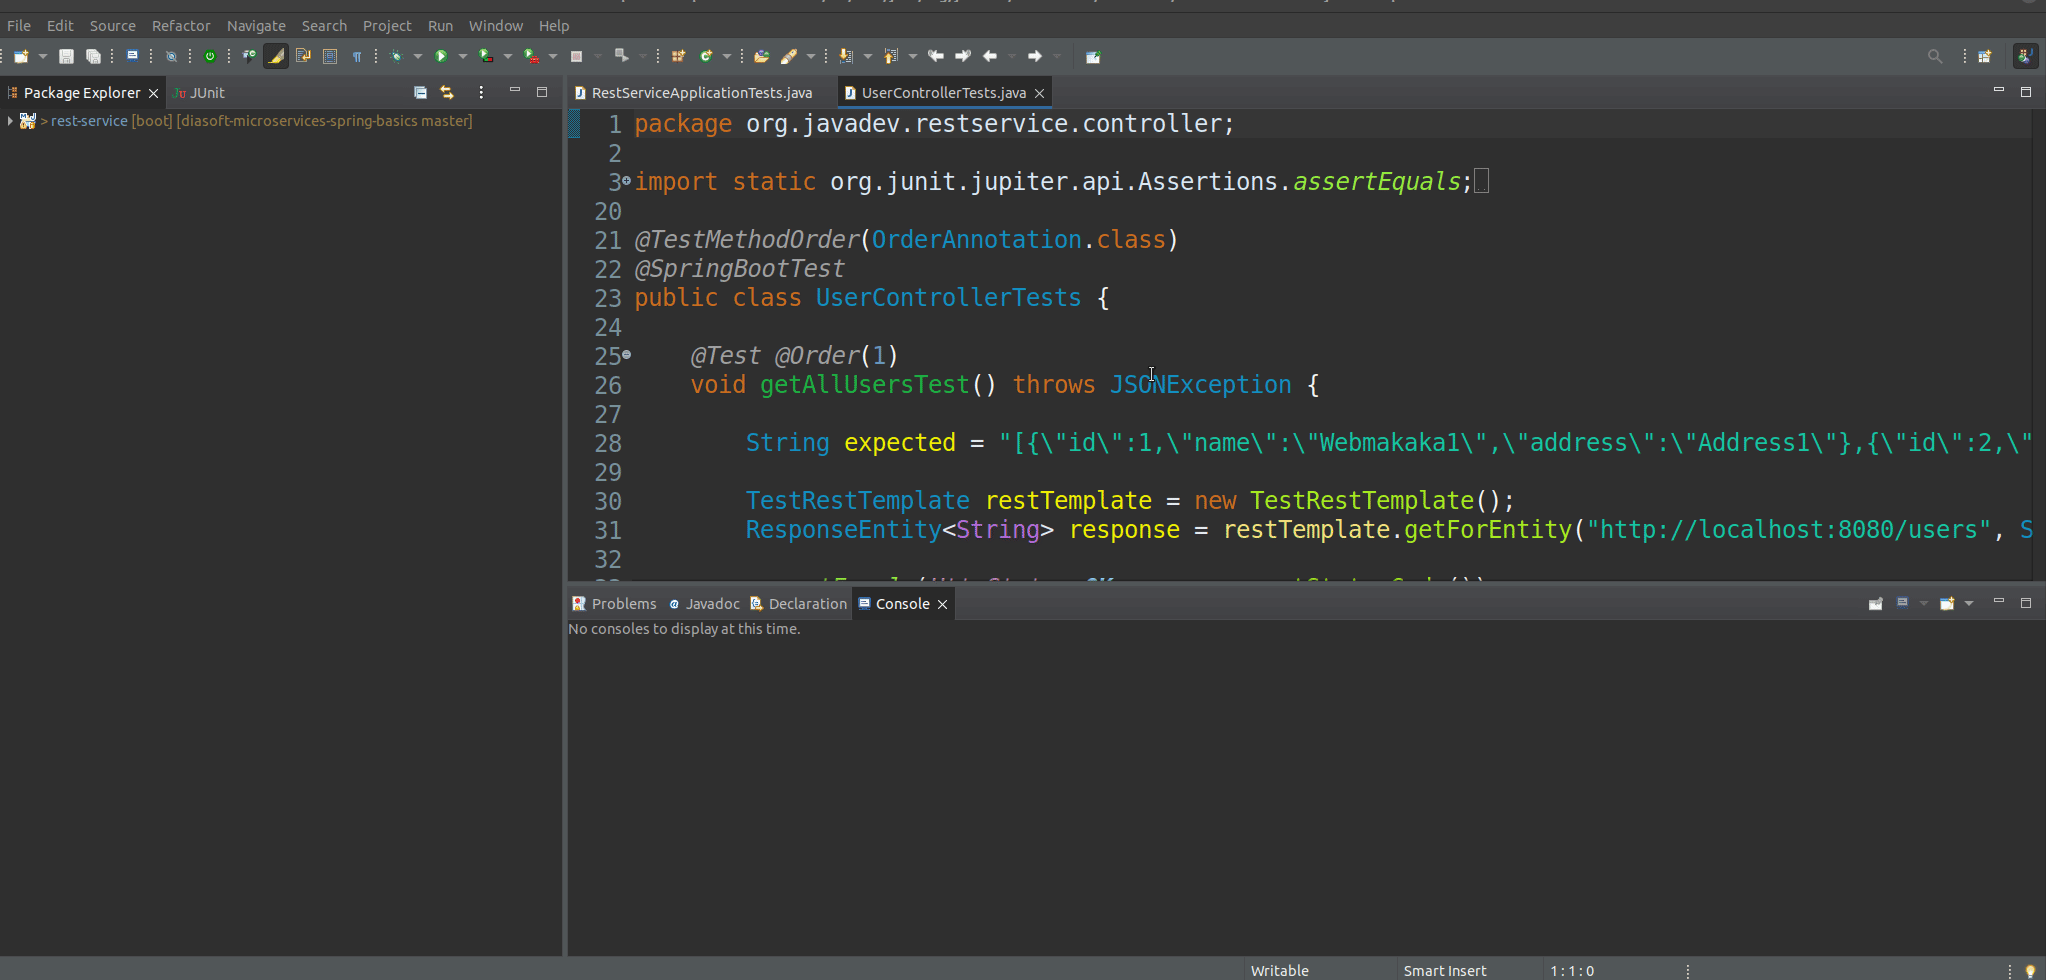 File Edit Source Refactor Navigate Search Project Run Window Help
Package Explorer JUnit
> rest-service [boot] [diasoft-microservices-spring-basics master]
RestServiceApplicationTests.java UserControllerTests.java
1 package org.javadev.restservice.controller;
2
3 import static org.junit.jupiter.api.Assertions.assertEquals;
20
21 @TestMethodOrder(OrderAnnotation.class)
22 @SpringBootTest
23 public class UserControllerTests {
24
25 @Test @Order(1)
26 void getAllUsersTest() throws JSONException {
27
28 String expected = "[{\"id\":1,\"name\":\"Webmakaka1\",\"address\":\"Address1\"},{\"id\":2,\"
29
30 TestRestTemplate restTemplate = new TestRestTemplate();
31 ResponseEntity<String> response = restTemplate.getForEntity("http://localhost:8080/users", S
32
Problems Javadoc Declaration Console
No consoles to display at this time.
Writable Smart Insert 1:1:0